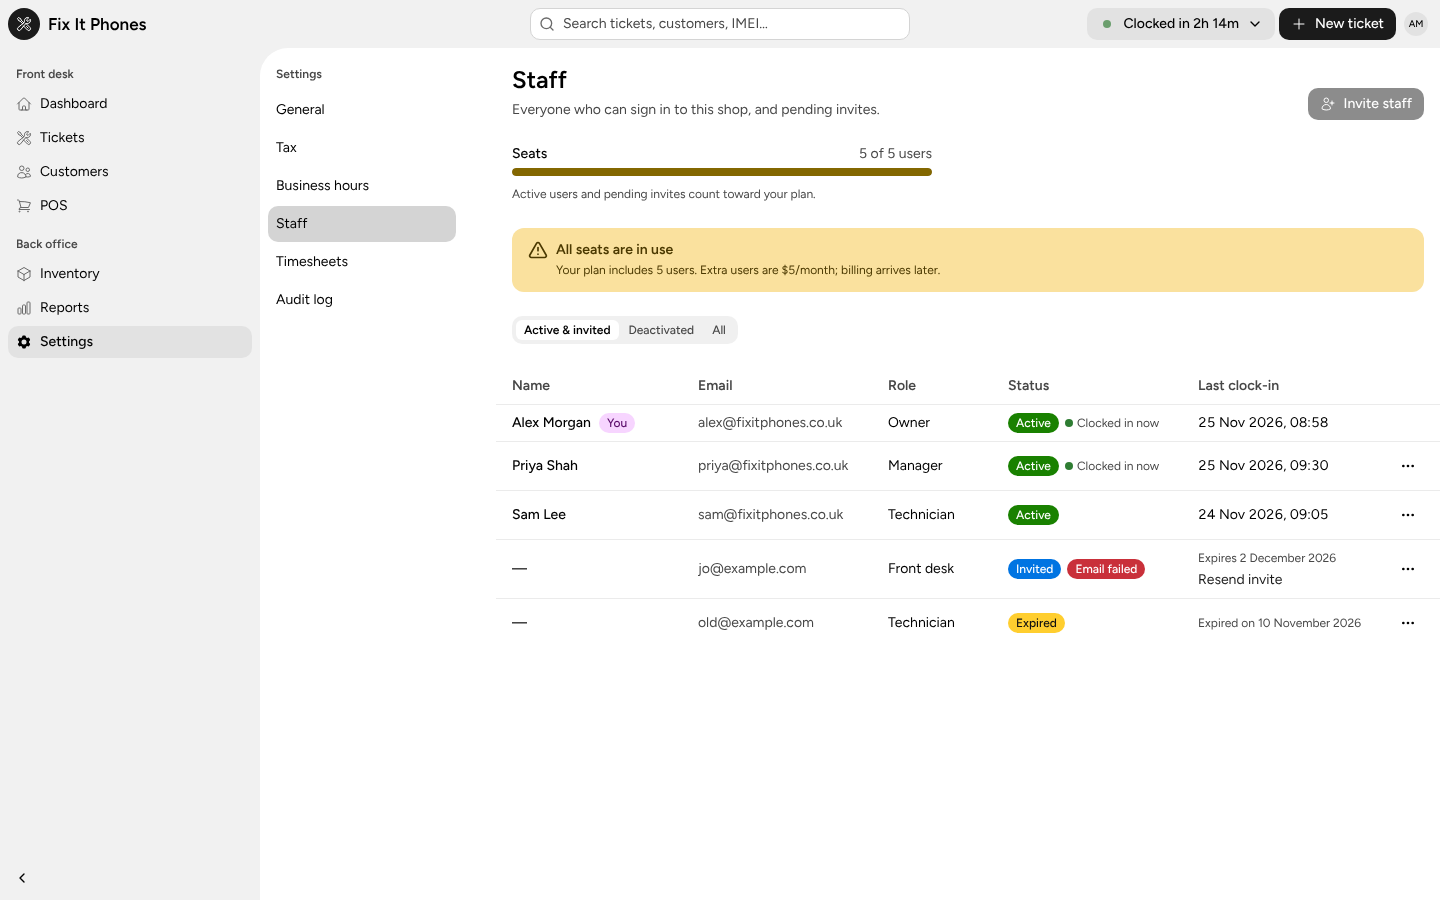 Fix It Phones
Search tickets, customers, IMEI...
Clocked in 2h 14m
New ticket
AM
Front desk
Dashboard
Tickets
Customers
POS
Back office
Inventory
Reports
Settings
Settings
General
Tax
Business hours
Staff
Timesheets
Audit log
Staff
Everyone who can sign in to this shop, and pending invites.
Invite staff
Seats 5 of 5 users
Active users and pending invites count toward your plan.
All seats are in use
Your plan includes 5 users. Extra users are $5/month; billing arrives later.
Active & invited Deactivated All
Name Email Role Status Last clock-in
Alex Morgan You alex@fixitphones.co.uk Owner Active Clocked in now 25 Nov 2026, 08:58
Priya Shah priya@fixitphones.co.uk Manager Active Clocked in now 25 Nov 2026, 09:30
Sam Lee sam@fixitphones.co.uk Technician Active 24 Nov 2026, 09:05
— jo@example.com Front desk Invited Email failed Expires 2 December 2026
Resend invite
— old@example.com Technician Expired Expired on 10 November 2026